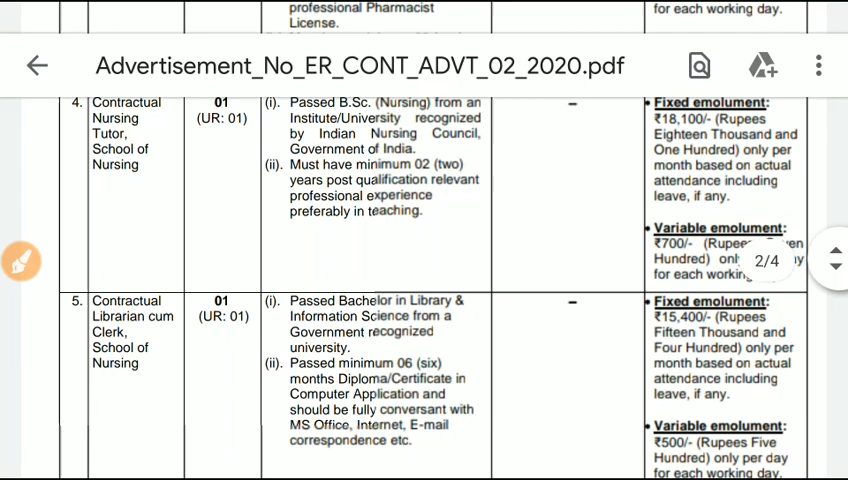 professional Pharmacist
License.
for each working day.
Advertisement_No_ER_CONT_ADVT_02_2020.pdf
4. Contractual
Nursing
Tutor,
School of
Nursing
01
(UR: 01)
(i). Passed B.Sc. (Nursing) from an
Institute/University recognized
by Indian Nursing Council,
Government of India.
(ii). Must have minimum 02 (two)
years post qualification relevant
professional experience
preferably in teaching.
–
• Fixed emolument:
₹18,100/- (Rupees
Eighteen Thousand and
One Hundred) only per
month based on actual
attendance including
leave, if any.
• Variable emolument:
₹700/- (Rupees
Hundred)
for each
2/4
5. Contractual
Librarian cum
Clerk,
School of
Nursing
01
(UR: 01)
(i). Passed Bachelor in Library &
Information Science from a
Government recognized
university.
(ii). Passed minimum 06 (six)
months Diploma/Certificate in
Computer Application and
should be fully conversant with
MS Office, Internet, E-mail
correspondence etc.
–
• Fixed emolument:
₹15,400/- (Rupees
Fifteen Thousand and
Four Hundred) only per
month based on actual
attendance including
leave, if any.
• Variable emolument:
₹500/- (Rupees Five
Hundred) only per day
for each working day.